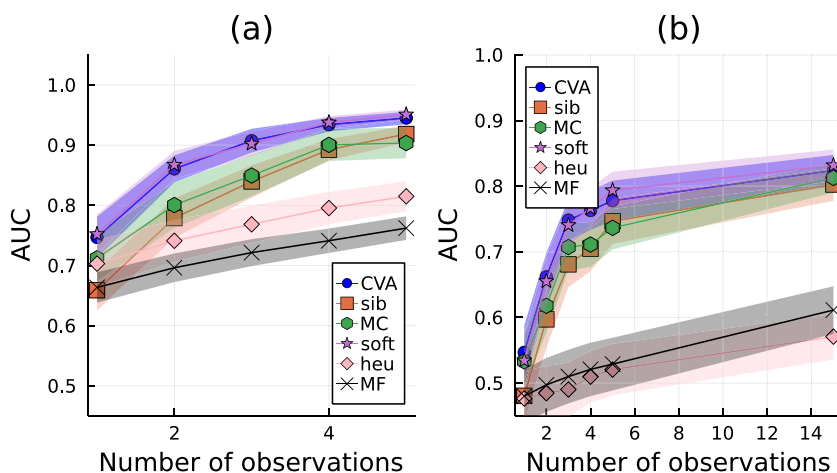 (a)
(b)
AUC
1.0
0.9
0.8
0.7
0.6
0.5
2
4
Number of observations
CVA
sib
MC
soft
heu
MF
AUC
1.0
0.9
0.8
0.7
0.6
0.5
2 4 6 8 10 12 14
Number of observations
CVA
sib
MC
soft
heu
MF